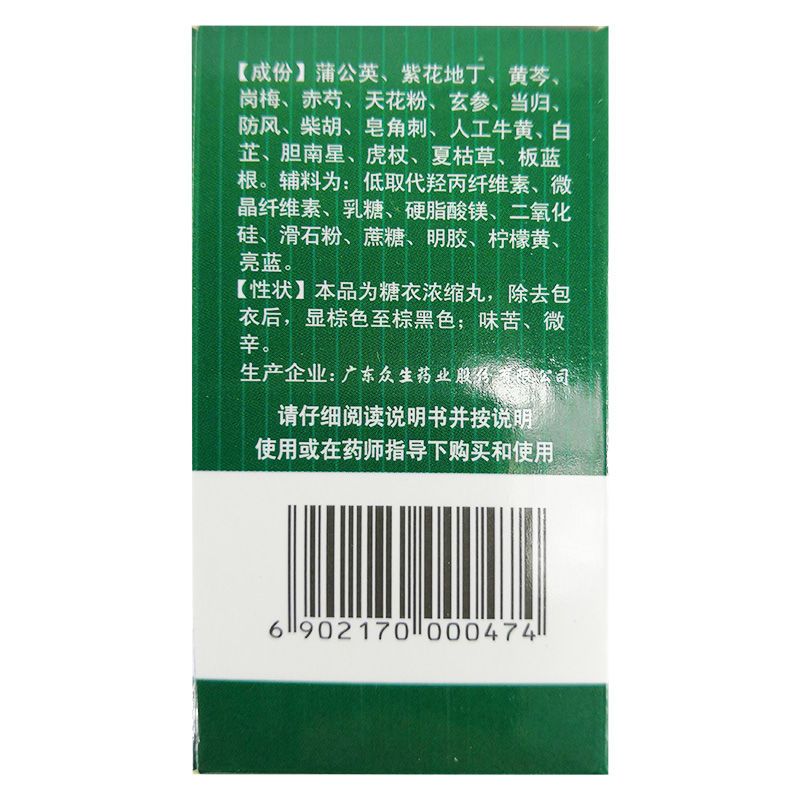 【成份】蒲公英、紫花地丁、黄芩、
岗梅、赤芍、天花粉、玄参、当归、
防风、柴胡、皂角刺、人工牛黄、白
芷、胆南星、虎杖、夏枯草、板蓝
根。辅料为：低取代羟丙纤维素、微
晶纤维素、乳糖、硬脂酸镁、二氧化
硅、滑石粉、蔗糖、明胶、柠檬黄、
亮蓝。
【性状】本品为糖衣浓缩丸，除去包
衣后，显棕色至棕黑色；味苦、微
辛。
生产企业：广东众生药业股份有限公司
请仔细阅读说明书并按说明
使用或在药师指导下购买和使用
6 902170 000474